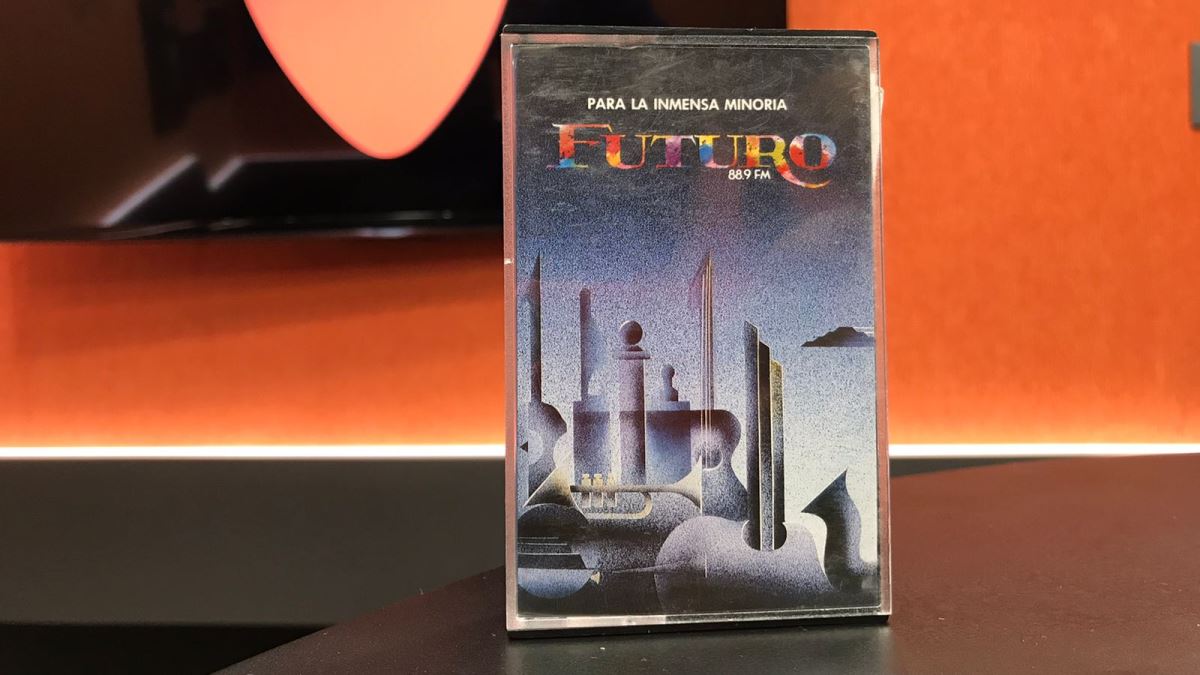 PARA LA INMENSA MINORIA
FUTURO
88.9 FM